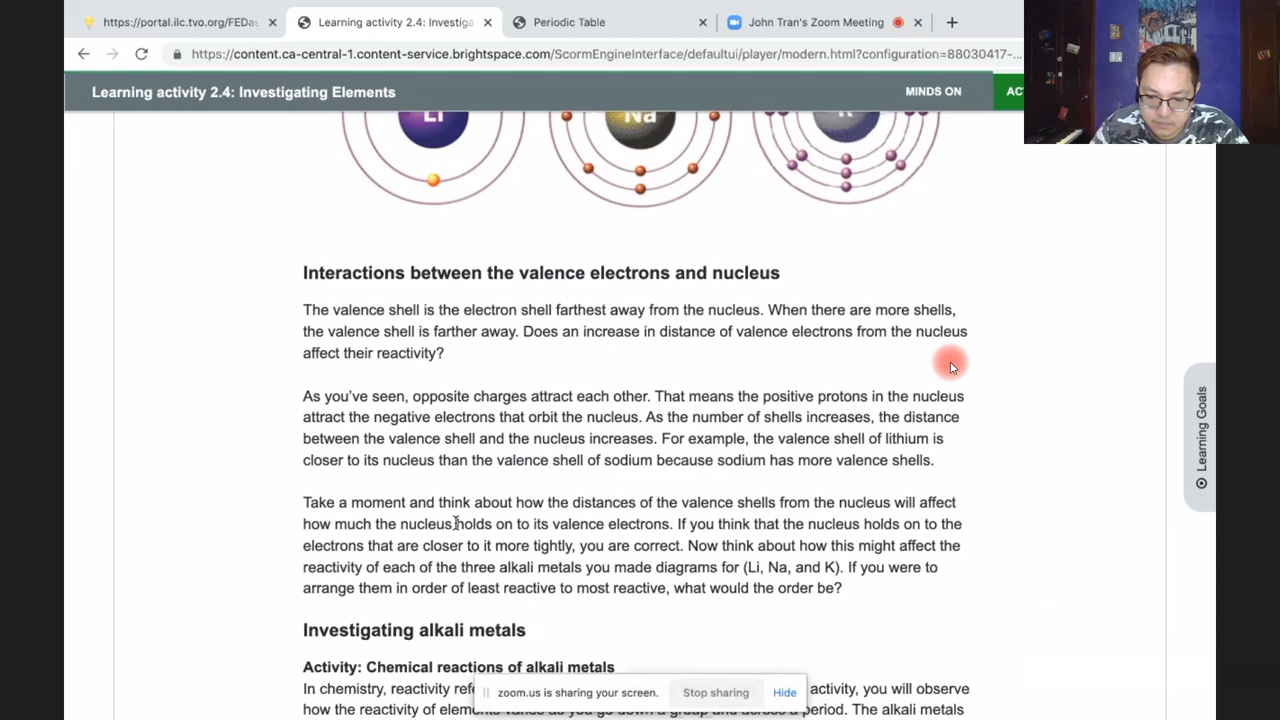 https://portal.ilc.tvo.org/FEDas
Learning activity 2.4: Investiga
Periodic Table
John Tran's Zoom Meeting
https://content.ca-central-1.content-service.brightspace.com/ScormEngineInterface/defaultui/player/modern.html?configuration=88030417-...
Learning activity 2.4: Investigating Elements
MINDS ON
AC
Li
Na
K
Interactions between the valence electrons and nucleus
The valence shell is the electron shell farthest away from the nucleus. When there are more shells,
the valence shell is farther away. Does an increase in distance of valence electrons from the nucleus
affect their reactivity?
As you've seen, opposite charges attract each other. That means the positive protons in the nucleus
attract the negative electrons that orbit the nucleus. As the number of shells increases, the distance
between the valence shell and the nucleus increases. For example, the valence shell of lithium is
closer to its nucleus than the valence shell of sodium because sodium has more valence shells.
Take a moment and think about how the distances of the valence shells from the nucleus will affect
how much the nucleus holds on to its valence electrons. If you think that the nucleus holds on to the
electrons that are closer to it more tightly, you are correct. Now think about how this might affect the
reactivity of each of the three alkali metals you made diagrams for (Li, Na, and K). If you were to
arrange them in order of least reactive to most reactive, what would the order be?
Learning Goals
Investigating alkali metals
Activity: Chemical reactions of alkali metals
In chemistry, reactivity refe activity, you will observe
zoom.us is sharing your screen.
Stop sharing
Hide
how the reactivity of elements varies as you go down a group and across a period. The alkali metals